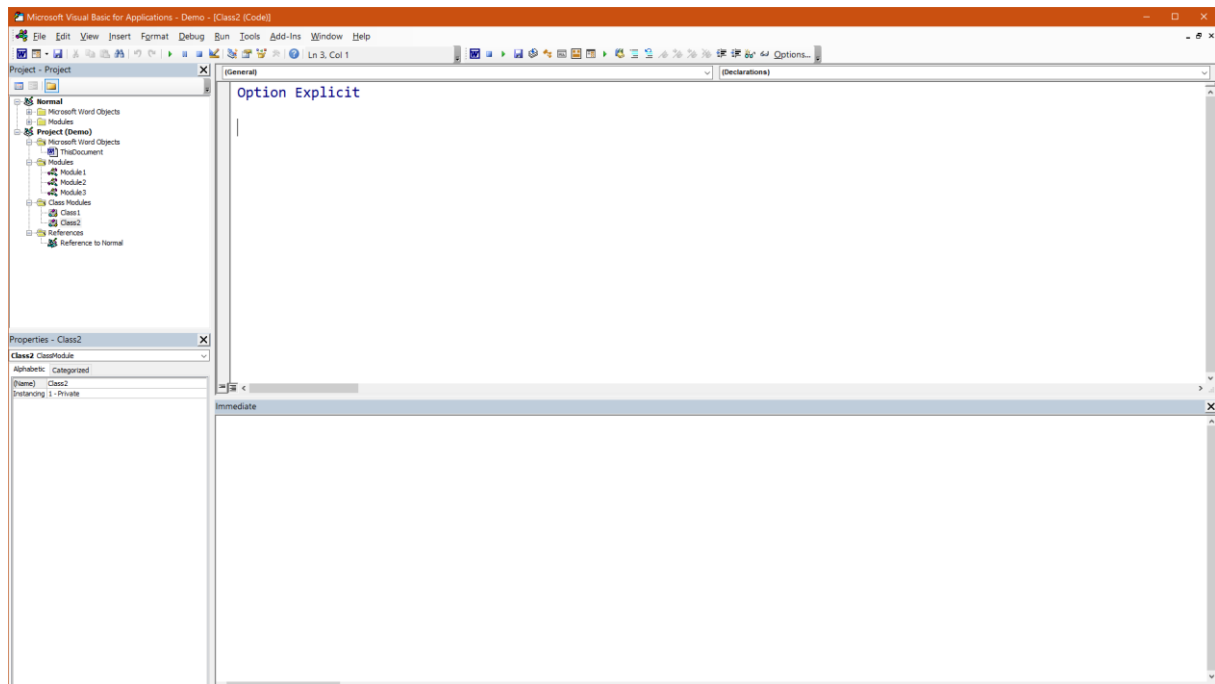 Microsoft Visual Basic for Applications - Demo - [Class2 (Code)]
File Edit View Insert Format Debug Run Tools Add-Ins Window Help
Ln 3, Col 1
Options...
Project - Project
Normal
Microsoft Word Objects
Modules
Project (Demo)
Microsoft Word Objects
ThisDocument
Modules
Module1
Module2
Module3
Class Modules
Class1
Class2
References
Reference to Normal
Properties - Class2
Class2 ClassModule
Alphabetic Categorized
(Name) Class2
Instancing 1 - Private
(General)
(Declarations)
Option Explicit
Immediate